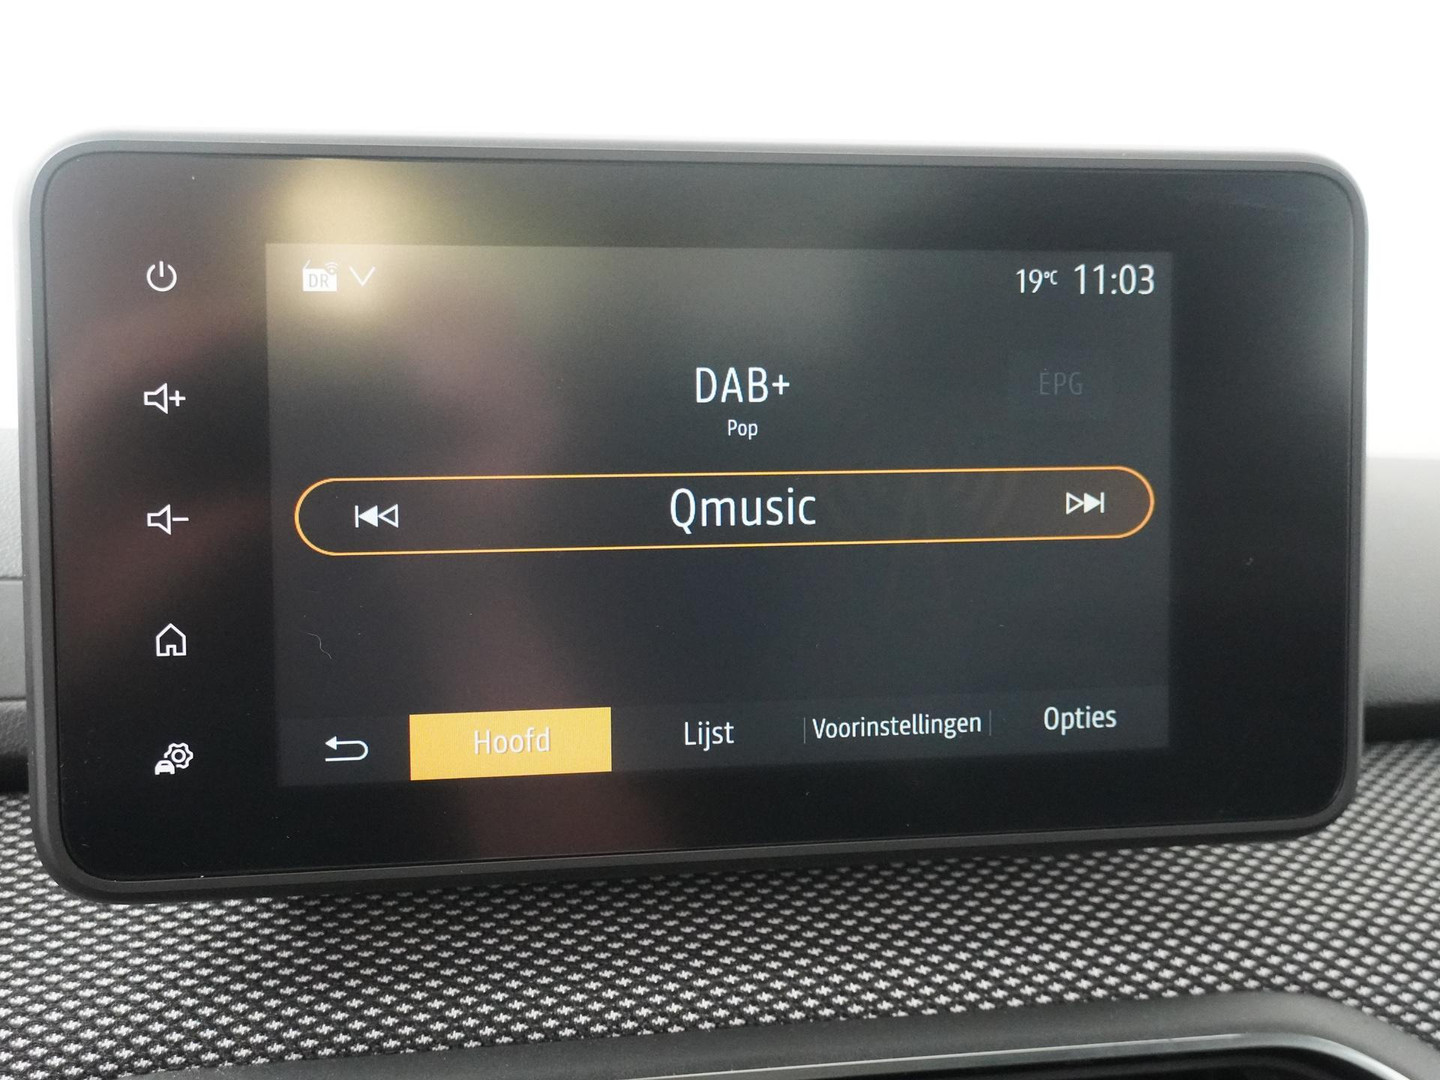 DR
19°C 11:03
DAB+
EPG
Pop
Qmusic
Hoofd Lijst Voorinstellingen Opties